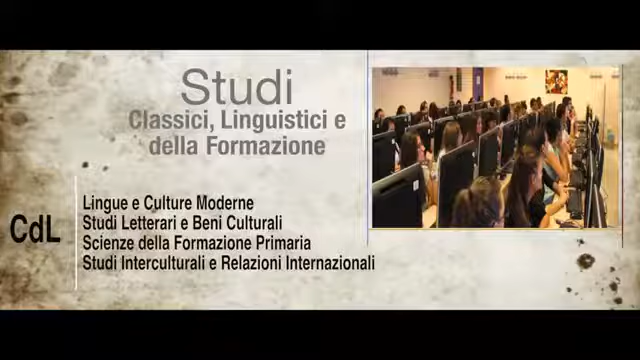 Studi
Classici, Linguistici e
della Formazione
CdL
Lingue e Culture Moderne
Studi Letterari e Beni Culturali
Scienze della Formazione Primaria
Studi Interculturali e Relazioni Internazionali